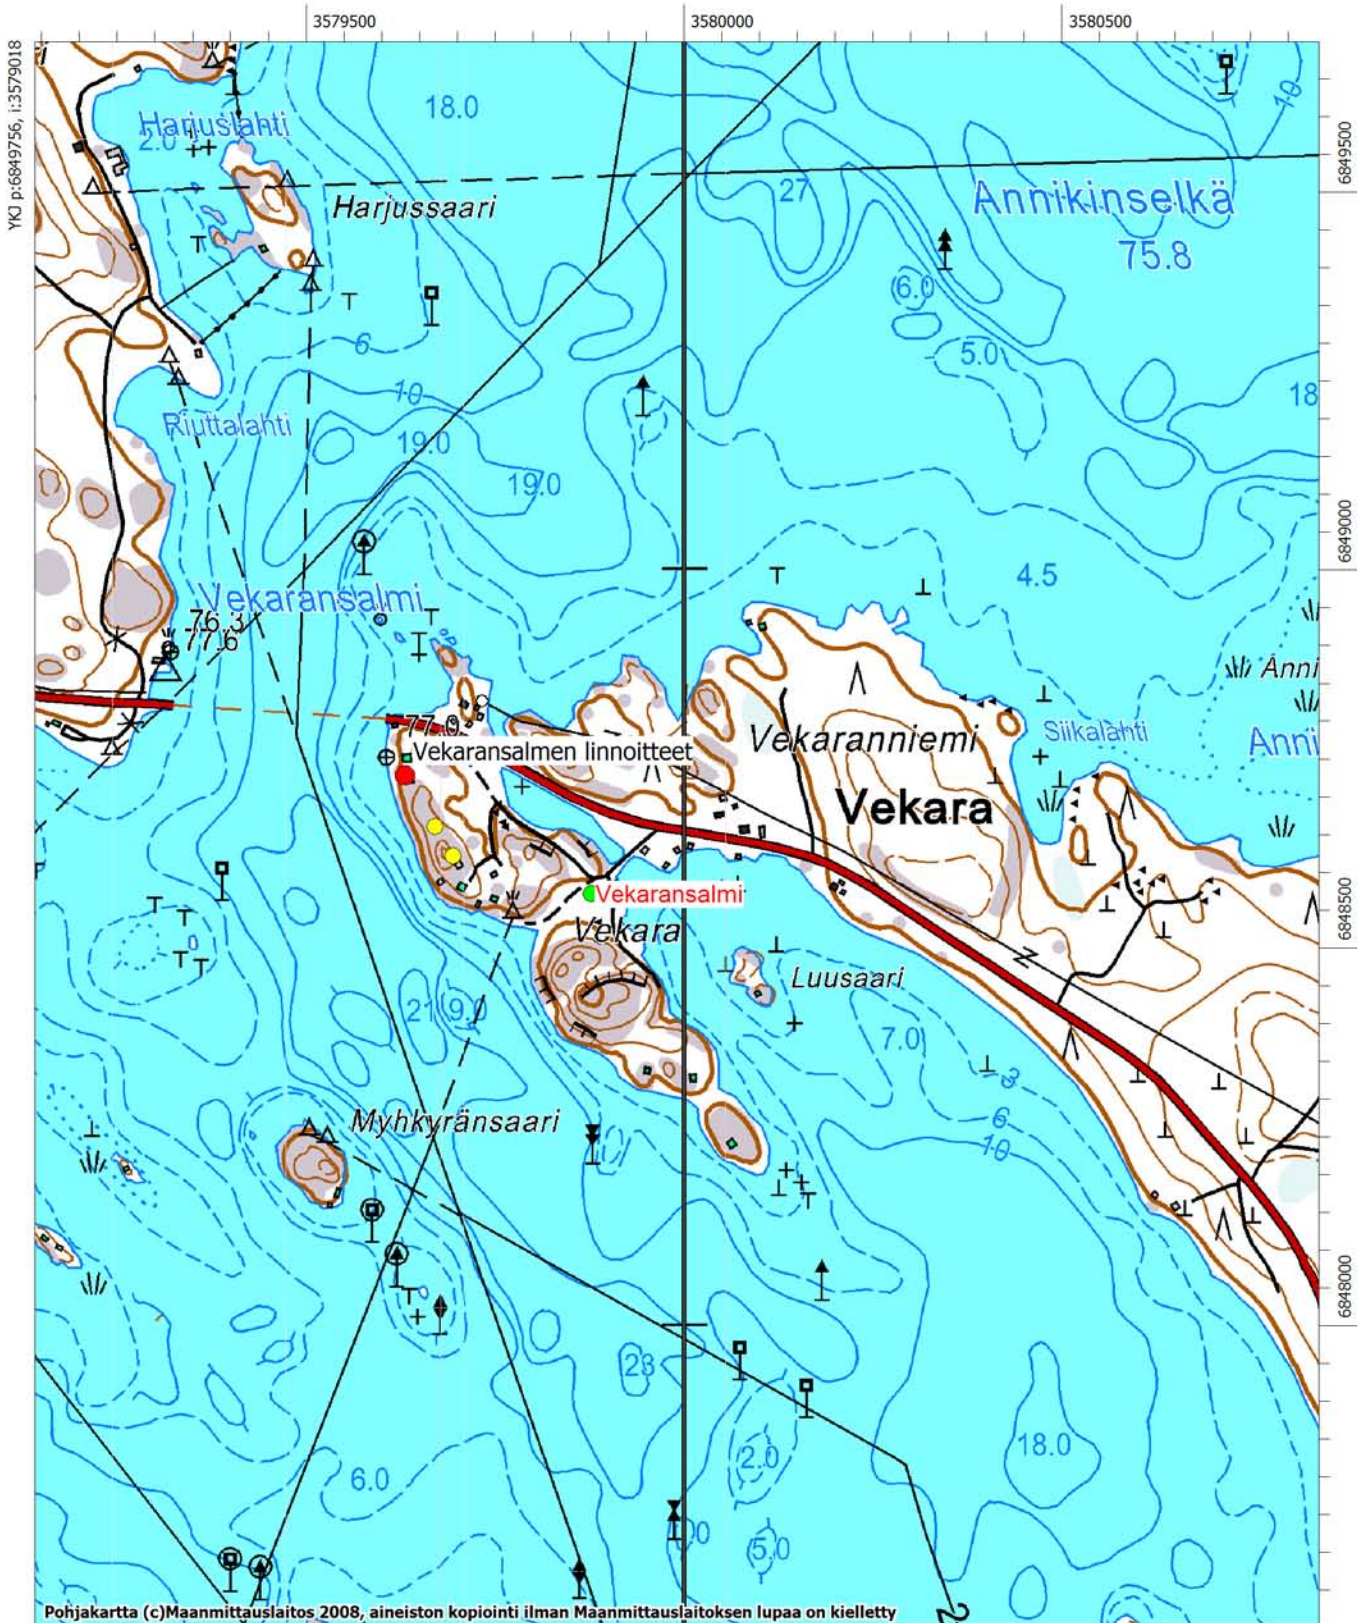 3579500
3580000
3580500
YKJ p:6849756, i:3579018
18.0
10
Harjuslahti
2.0
6849500
27
Annikinselkä
Harjussaari
75.8
6.0
6
5.0
10
18
Riuttalahti
19.0
19.0
6849000
4.5
Vekaransalmi
76.3
77.6
Anni
77.0
Siikalahti
Vekaranniemi
Anni
Vekaransalmen linnoitteet
Vekara
6848500
Vekaransalmi
Vekara
Luusaari
21
9.0
7.0
3
6
Myhkyränsaari
10
6848000
23
18.0
2.0
6.0
5,0
2
Pohjakartta (c)Maanmittauslaitos 2008, aineiston kopiointi ilman Maanmittauslaitoksen lupaa on kielletty